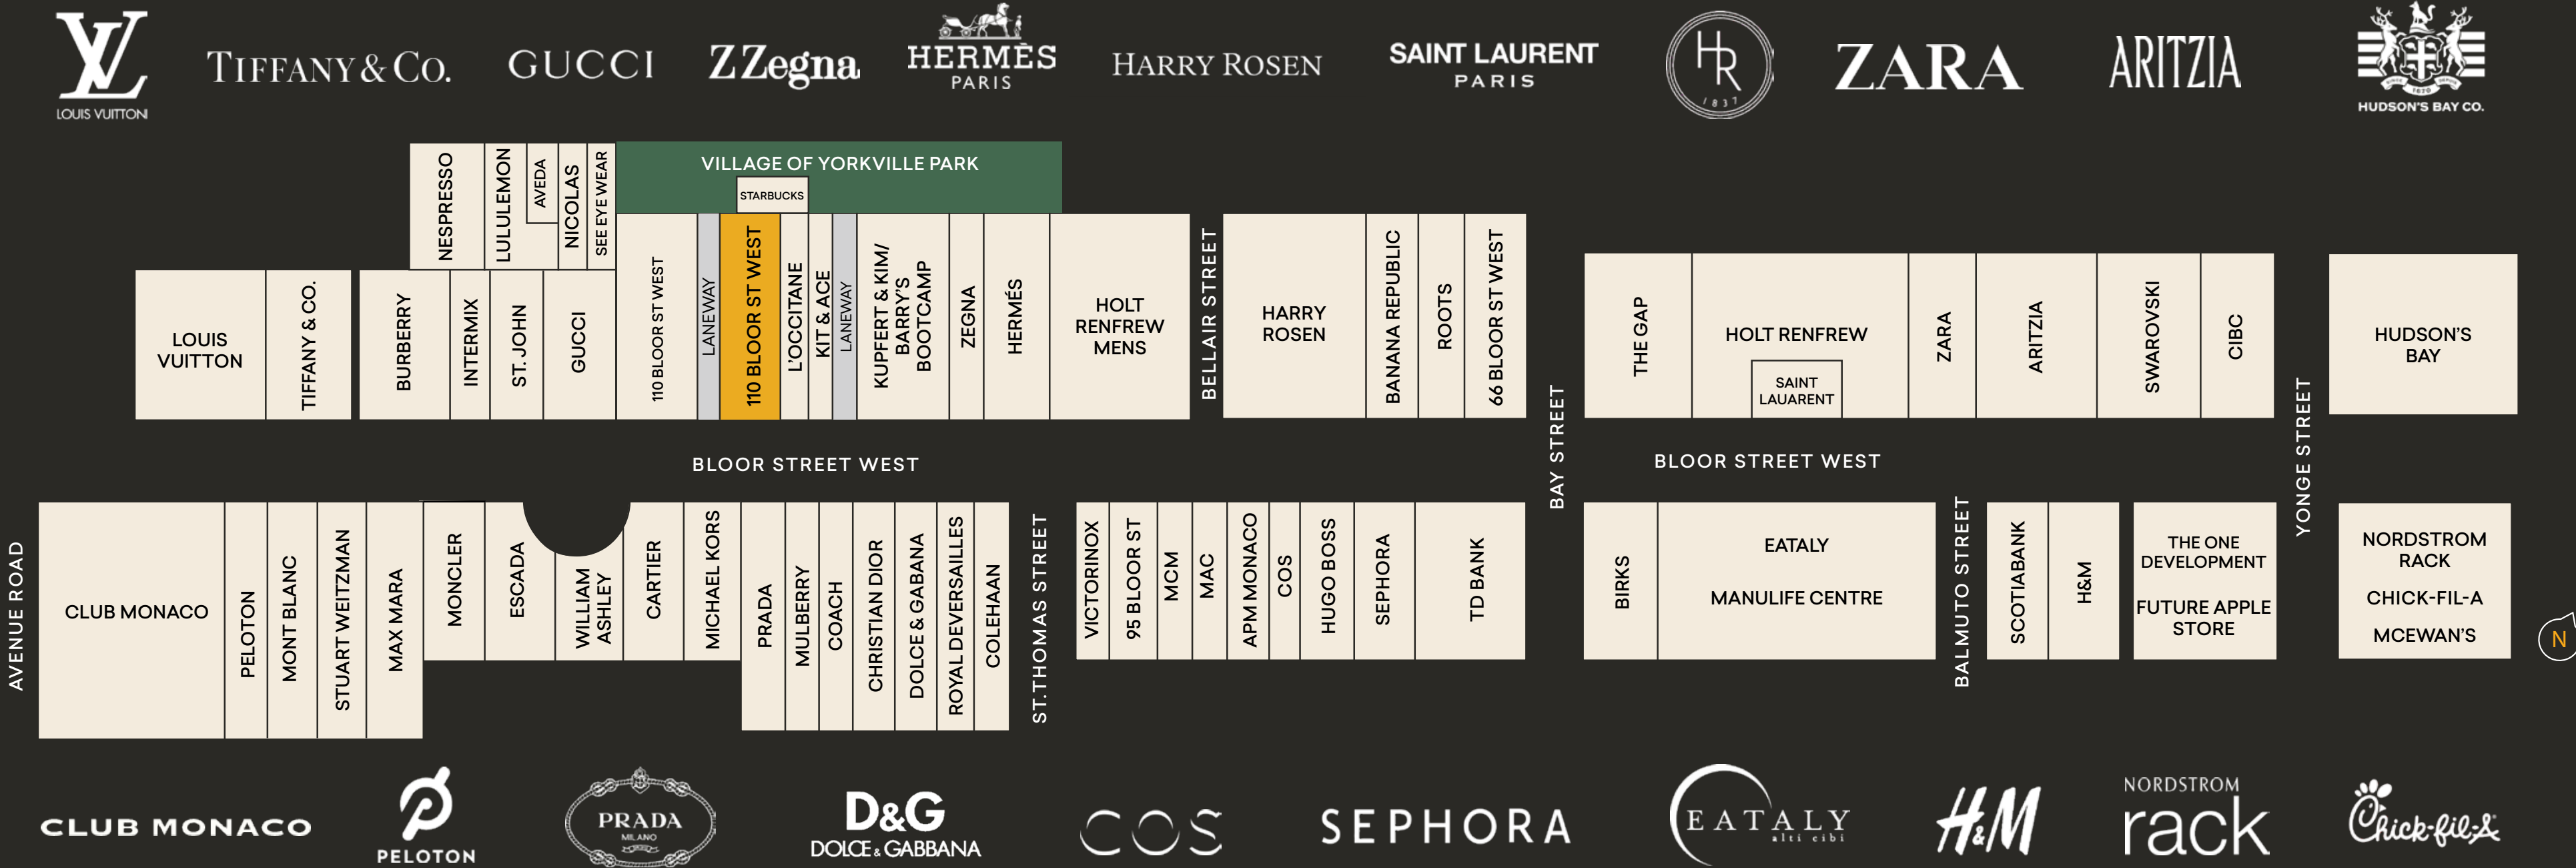 LV
LOUIS VUITTON
TIFFANY & CO.
GUCCI
ZZegna
HERMÈS
PARIS
HARRY ROSEN
SAINT LAURENT
PARIS
HR
1837
ZARA
ARITZIA
HUDSON'S BAY CO.
NESPRESSO
LULULEMON
AVEDA
NICOLAS
SEE EYE WEAR
VILLAGE OF YORKVILLE PARK
STARBUCKS
LOUIS
VUITTON
TIFFANY & CO.
BURBERRY
INTERMIX
ST. JOHN
GUCCI
110 BLOOR ST WEST
LANEWAY
110 BLOOR ST WEST
L'OCCITANE
KIT & ACE
LANEWAY
KUPFERT & KIM/
BARRY'S
BOOTCAMP
ZEGNA
HERMÉS
HOLT
RENFREW
MENS
BELLAIR STREET
HARRY
ROSEN
BANANA REPUBLIC
ROOTS
66 BLOOR ST WEST
BAY STREET
THE GAP
HOLT RENFREW
SAINT
LAUARENT
ZARA
ARITZIA
SWAROVSKI
CIBC
YONGE STREET
HUDSON'S
BAY
BLOOR STREET WEST
BLOOR STREET WEST
AVENUE ROAD
CLUB MONACO
PELOTON
MONT BLANC
STUART WEITZMAN
MAX MARA
MONCLER
ESCADA
WILLIAM
ASHLEY
CARTIER
MICHAEL KORS
PRADA
MULBERRY
COACH
CHRISTIAN DIOR
DOLCE & GABANA
ROYAL DEVERSAILLES
COLEHAAN
ST.THOMAS STREET
VICTORINOX
95 BLOOR ST
MCM
MAC
APM MONACO
COS
HUGO BOSS
SEPHORA
TD BANK
BIRKS
EATALY
MANULIFE CENTRE
BALMUTO STREET
SCOTIABANK
H&M
THE ONE
DEVELOPMENT
FUTURE APPLE
STORE
NORDSTROM
RACK
CHICK-FIL-A
MCEWAN'S
N
CLUB MONACO
PELOTON
PRADA
MILANO
D&G
DOLCE & GABBANA
COS
SEPHORA
EATALY
alti cibi
H&M
NORDSTROM
rack
Chick-fil-A